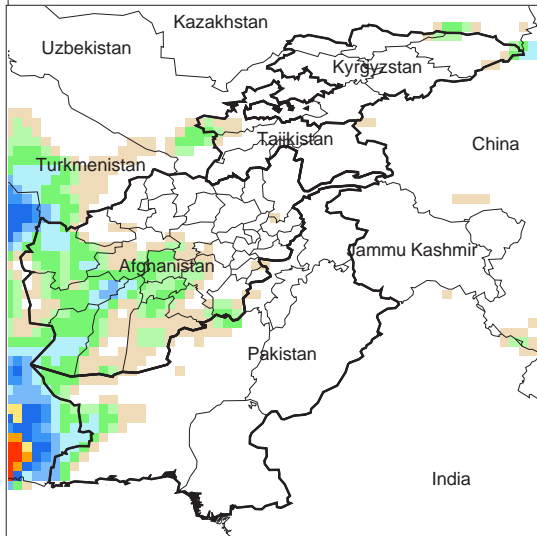 Kazakhstan
Uzbekistan
Kyrgyzstan
Tajikistan
China
Turkmenistan
Jammu Kashmir
Afghanistan
Pakistan
India